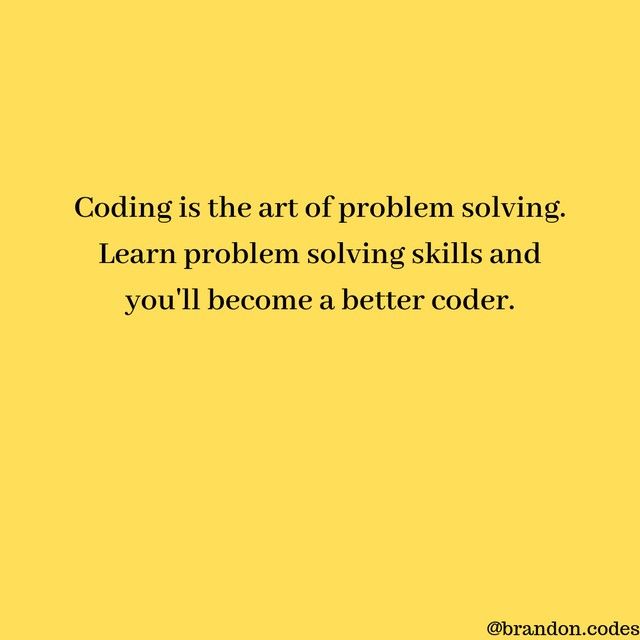 Coding is the art of problem solving.
Learn problem solving skills and
you'll become a better coder.
@brandon.codes